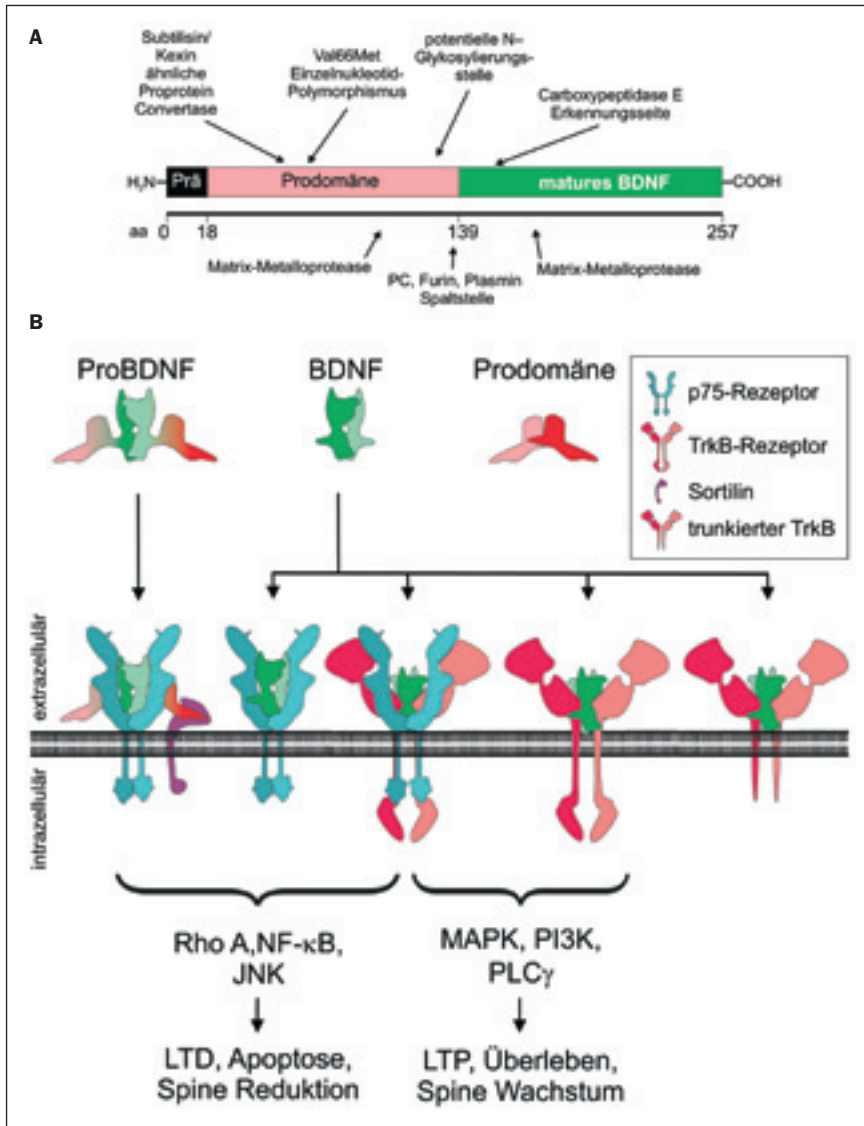 A
Subtilisin/
Kexin
ähnliche
Proprotein
Convertase
Val66Met
Einzelnukleotid-
Polymorphismus
potentielle N–
Glykosylierungs-
stelle
Carboxypeptidase E
Erkennungsseite
H₂N
Prä
Prodomäne
matures BDNF
COOH
aa 0 18 139 257
Matrix-Metalloprotease
PC, Furin, Plasmin
Spaltstelle
Matrix-Metalloprotease
B
ProBDNF
BDNF
Prodomäne
p75-Rezeptor
TrkB-Rezeptor
Sortilin
trunkierter TrkB
extrazellulär
intrazellulär
Rho A,NF-κB,
JNK
LTD, Apoptose,
Spine Reduktion
MAPK, PI3K,
PLCγ
LTP, Überleben,
Spine Wachstum